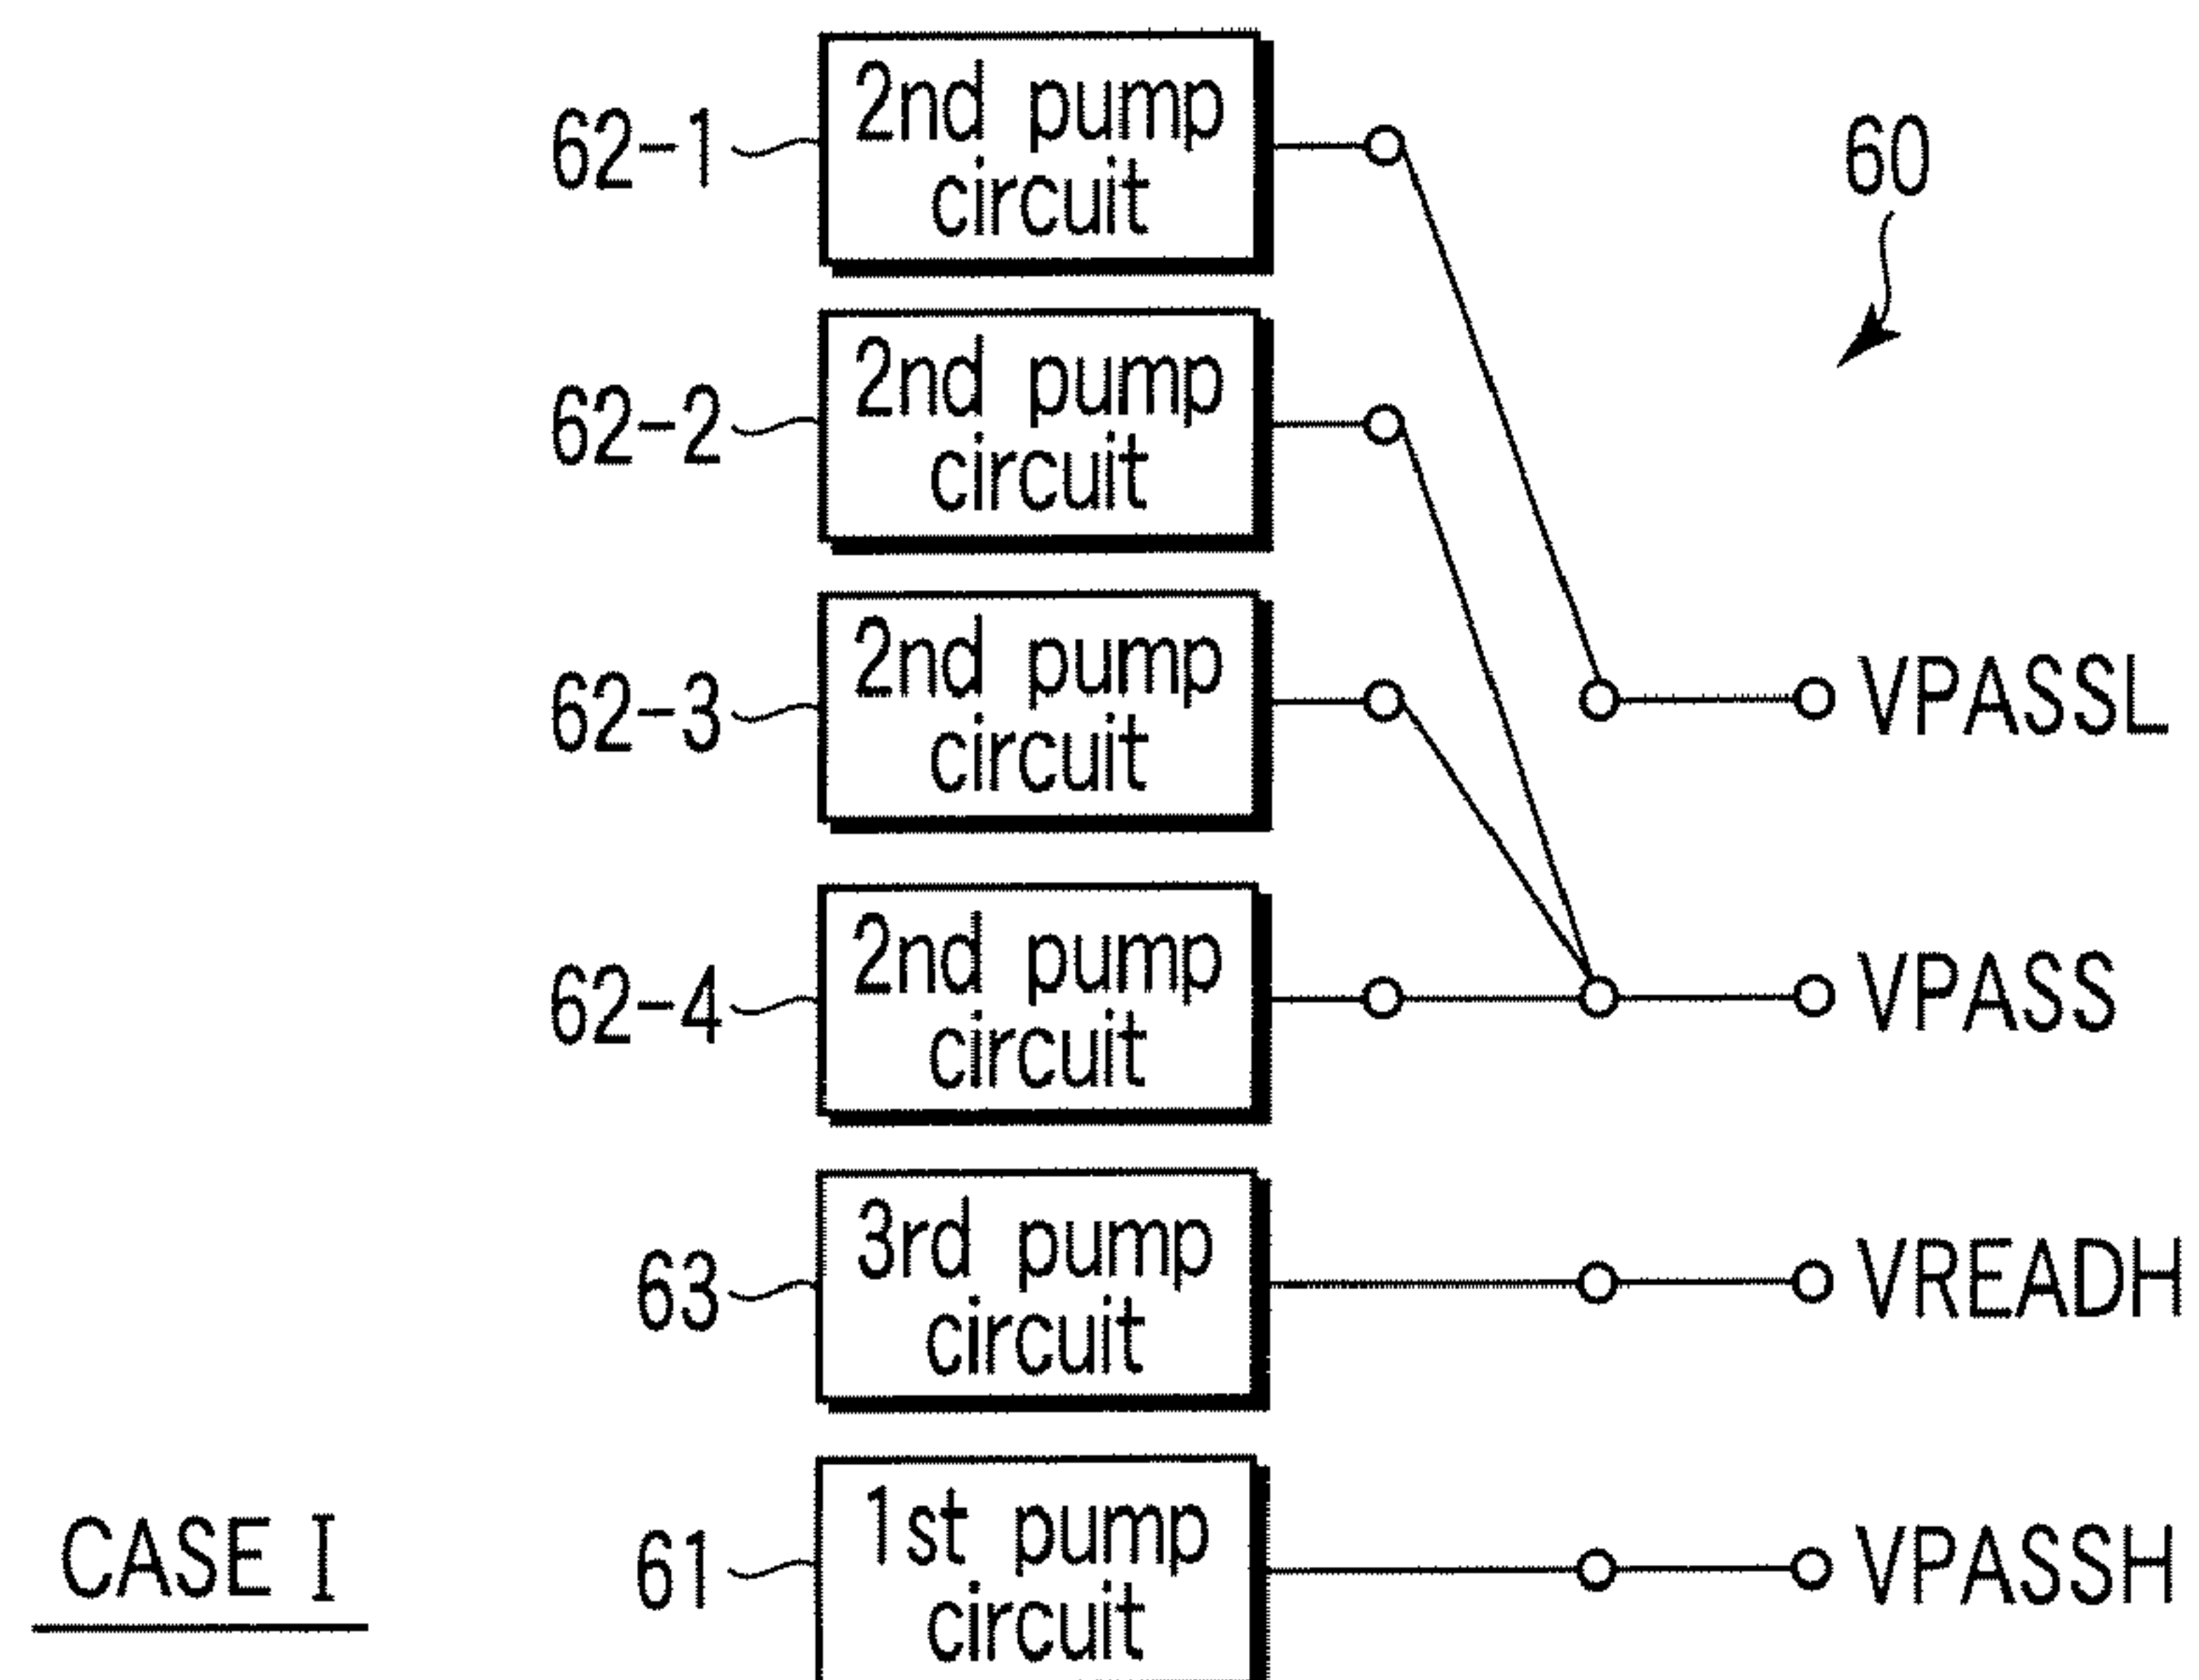 62-1
2nd pump
circuit
60
62-2
2nd pump
circuit
62-3
2nd pump
circuit
VPASSL
62-4
2nd pump
circuit
VPASS
63
3rd pump
circuit
VREADH
61
1st pump
circuit
VPASSH
CASE I